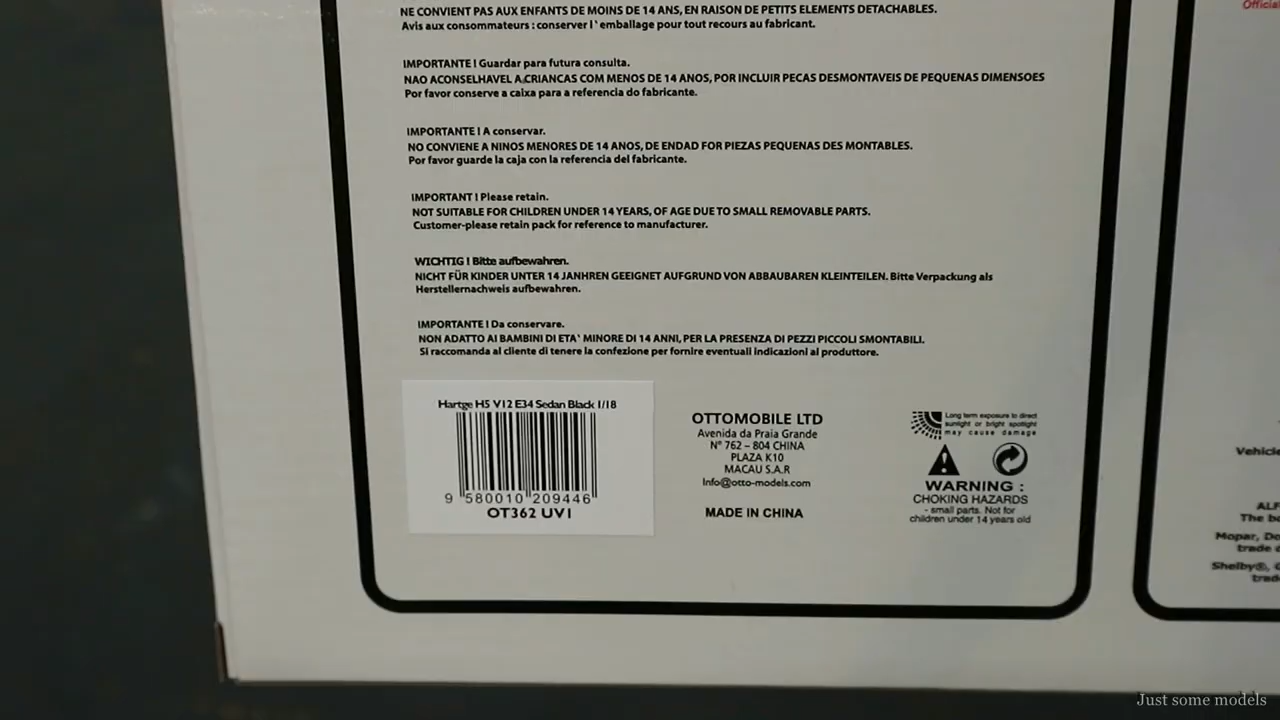 NE CONVIENT PAS AUX ENFANTS DE MOINS DE 14 ANS, EN RAISON DE PETITS ELEMENTS DETACHABLES.
Avis aux consommateurs : conserver l`emballage pour tout recours au fabricant.
IMPORTANTE ! Guardar para futura consulta.
NAO ACONSELHAVEL A.CRIANCAS COM MENOS DE 14 ANOS, POR INCLUIR PECAS DESMONTAVEIS DE PEQUENAS DIMENSOES
Por favor conserve a caixa para a referencia do fabricante.
IMPORTANTE ! A conservar.
NO CONVIENE A NINOS MENORES DE 14 ANOS, DE ENDAD FOR PIEZAS PEQUENAS DES MONTABLES.
Por favor guarde la caja con la referencia del fabricante.
IMPORTANT ! Please retain.
NOT SUITABLE FOR CHILDREN UNDER 14 YEARS, OF AGE DUE TO SMALL REMOVABLE PARTS.
Customer-please retain pack for reference to manufacturer.
WICHTIG ! Bitte aufbewahren.
NICHT FÜR KINDER UNTER 14 JANHREN GEEIGNET AUFGRUND VON ABBAUBAREN KLEINTEILEN. Bitte Verpackung als
Herstellernachweis aufbewahren.
IMPORTANTE ! Da conservare.
NON ADATTO AI BAMBINI DI ETA` MINORE DI 14 ANNI, PER LA PRESENZA DI PEZZI PICCOLI SMONTABILI.
Si raccomanda al cliente di tenere la confezione per fornire eventuali indicazioni al produttore.
Hartge H5 V12 E34 Sedan Black 1/18
9 580010 209446
OT362 UV1
OTTOMOBILE LTD
Avenida da Praia Grande
N° 762 – 804 CHINA
PLAZA K10
MACAU S.A.R
Info@otto-models.com
MADE IN CHINA
Long term exposure to direct
sunlight or by bright spotlight
may cause damage
WARNING :
CHOKING HAZARDS
- small parts. Not for
children under 14 years old
Official
Vehicle
ALF
The bo
Mopar, Do
trade
Shelby®,
trad
Just some models